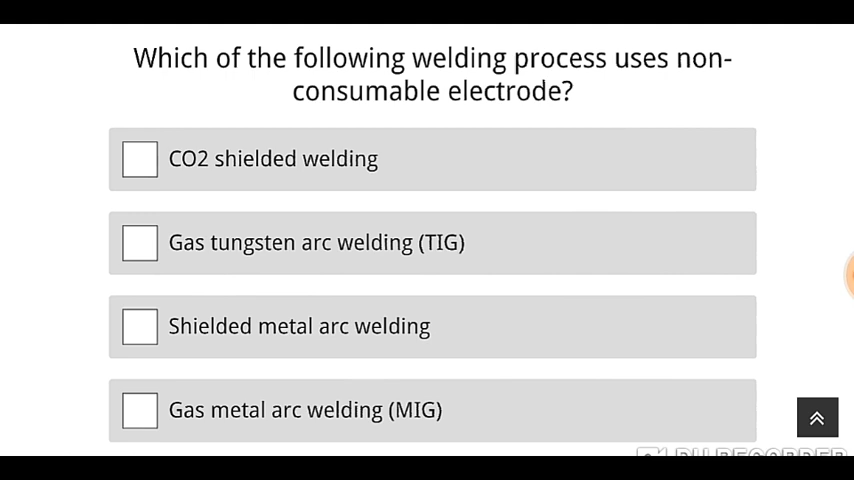 Which of the following welding process uses non-
consumable electrode?
CO2 shielded welding
Gas tungsten arc welding (TIG)
Shielded metal arc welding
Gas metal arc welding (MIG)
RECORDER